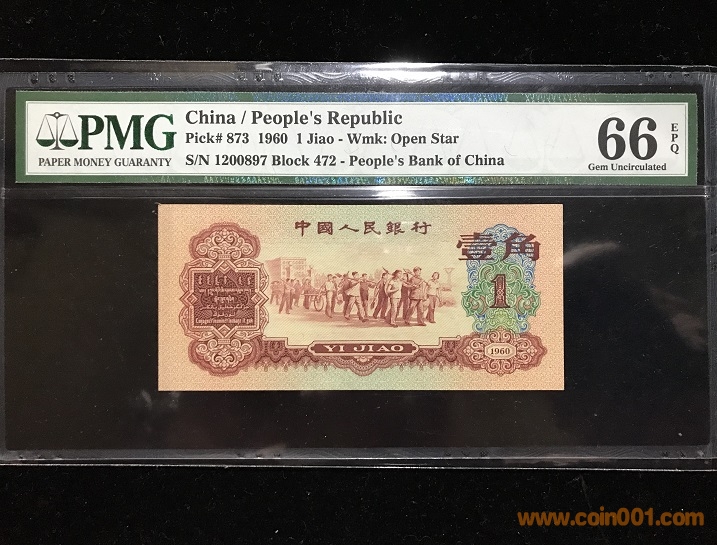 PMG
PAPER MONEY GUARANTY
China / People's Republic
Pick# 873 1960 1 Jiao - Wmk: Open Star
S/N 1200897 Block 472 - People's Bank of China
66 EPQ
Gem Uncirculated
中國人民銀行
壹角
1
YI JIAO
1960
www.coin001.com